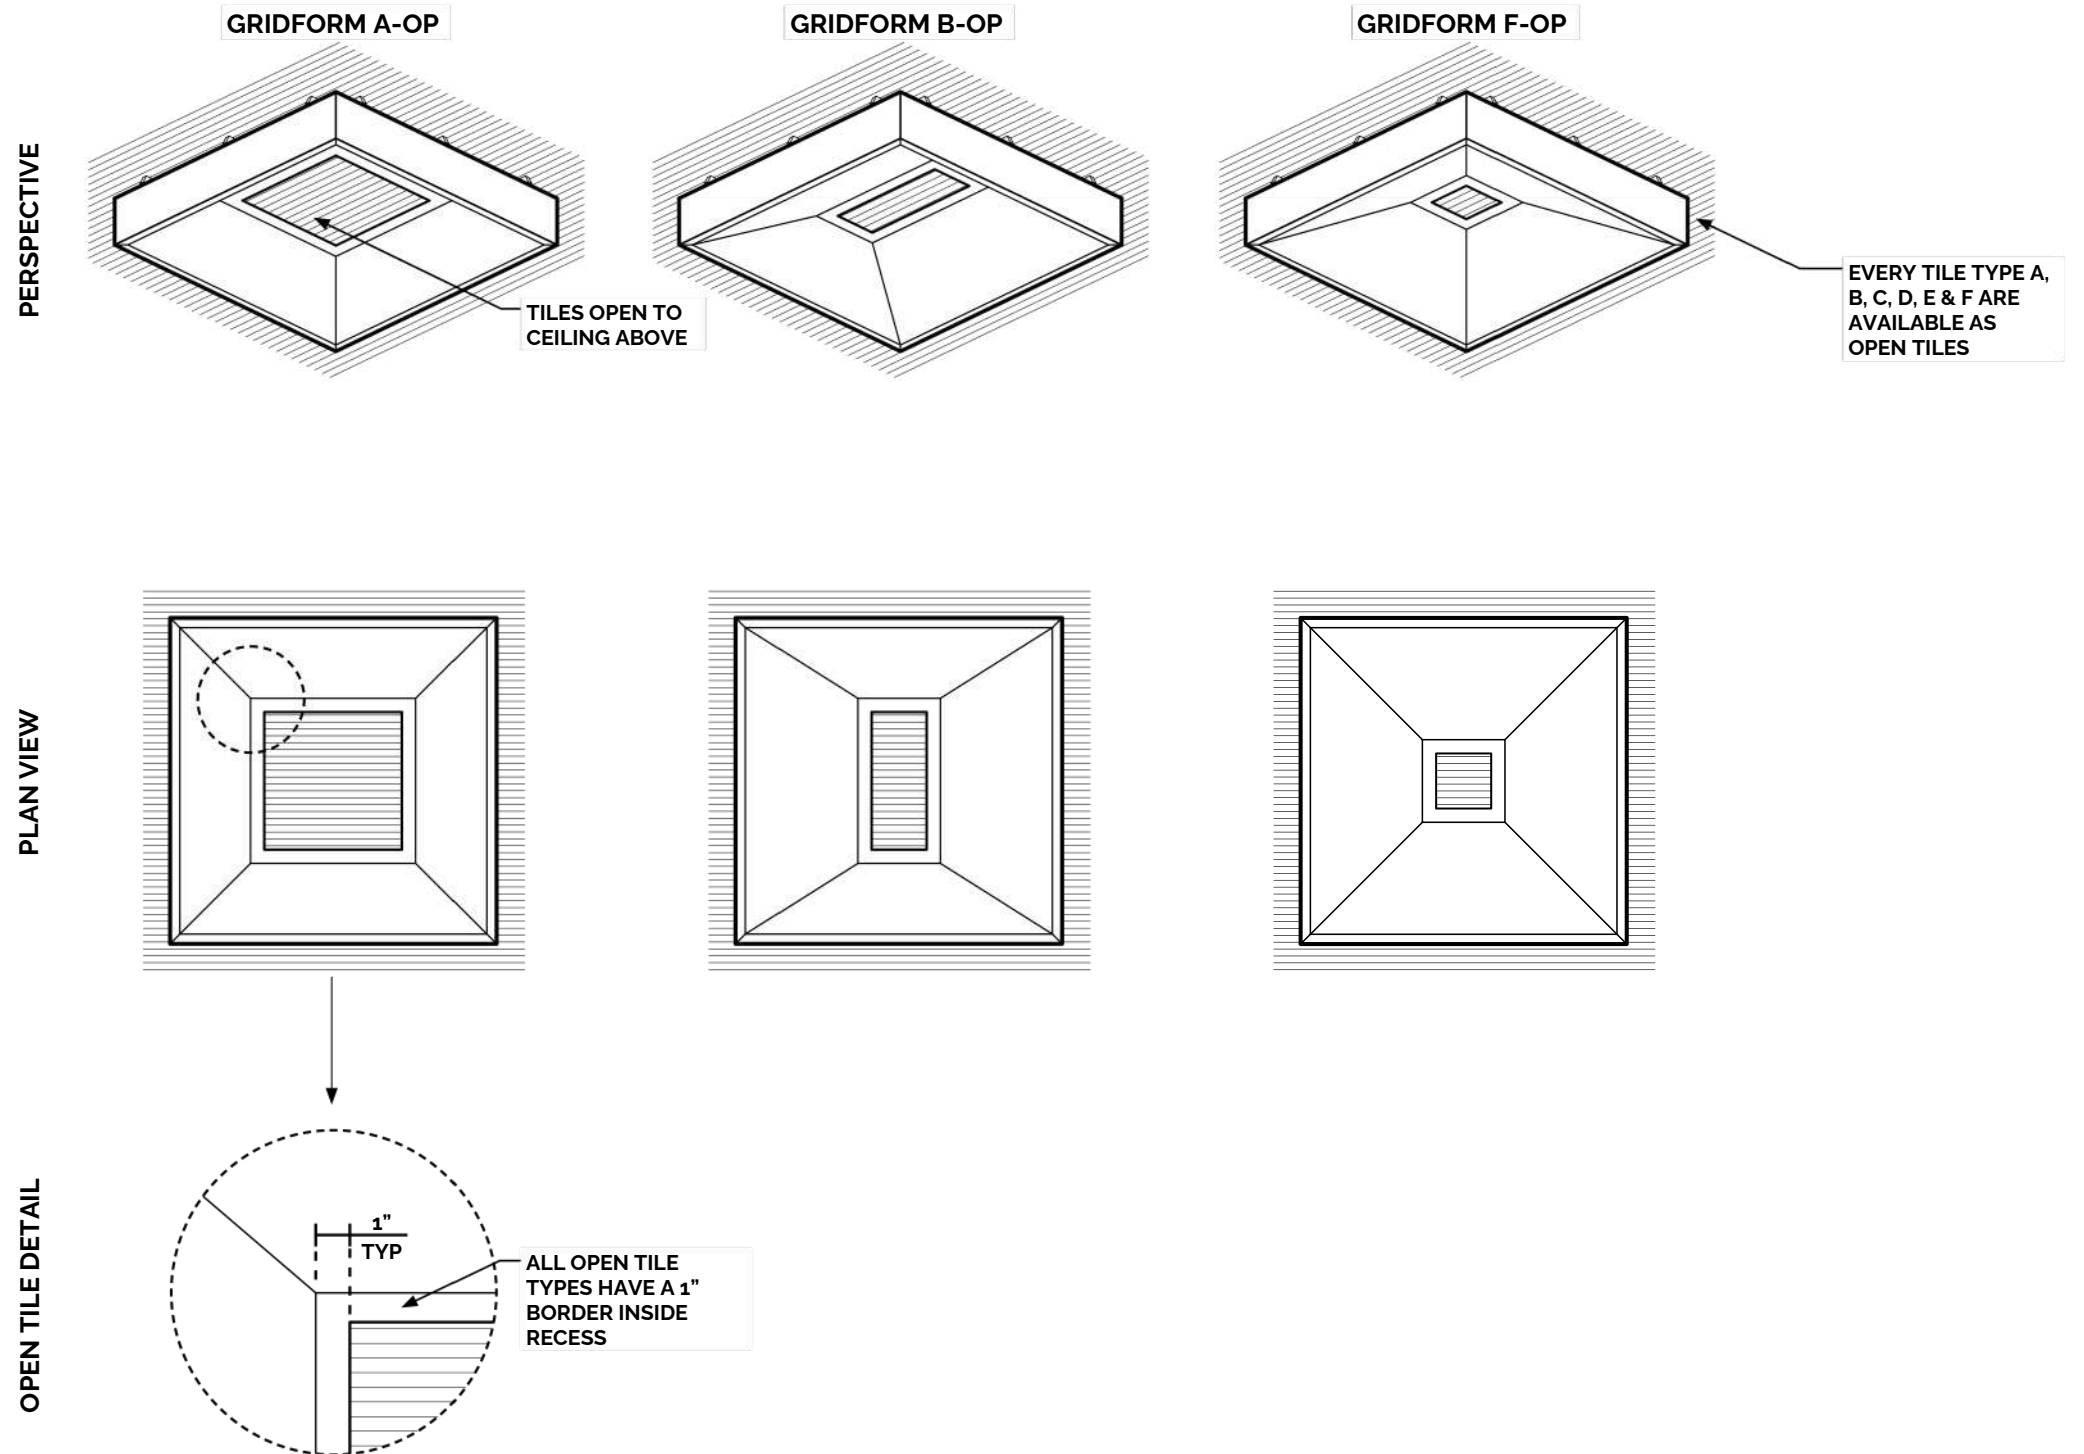 GRIDFORM A-OP
GRIDFORM B-OP
GRIDFORM F-OP
PERSPECTIVE
TILES OPEN TO
CEILING ABOVE
EVERY TILE TYPE A,
B, C, D, E & F ARE
AVAILABLE AS
OPEN TILES
PLAN VIEW
OPEN TILE DETAIL
1”
TYP
ALL OPEN TILE
TYPES HAVE A 1”
BORDER INSIDE
RECESS